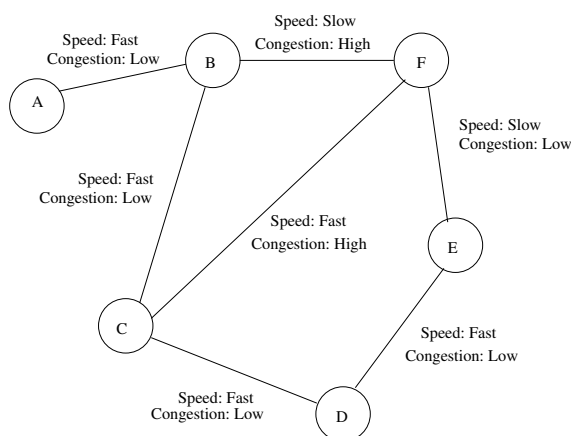 Speed: Slow
Congestion: High
Speed: Fast
Congestion: Low
B
F
A
Speed: Slow
Congestion: Low
Speed: Fast
Congestion: Low
Speed: Fast
Congestion: High
E
C
Speed: Fast
Congestion: Low
Speed: Fast
Congestion: Low
D